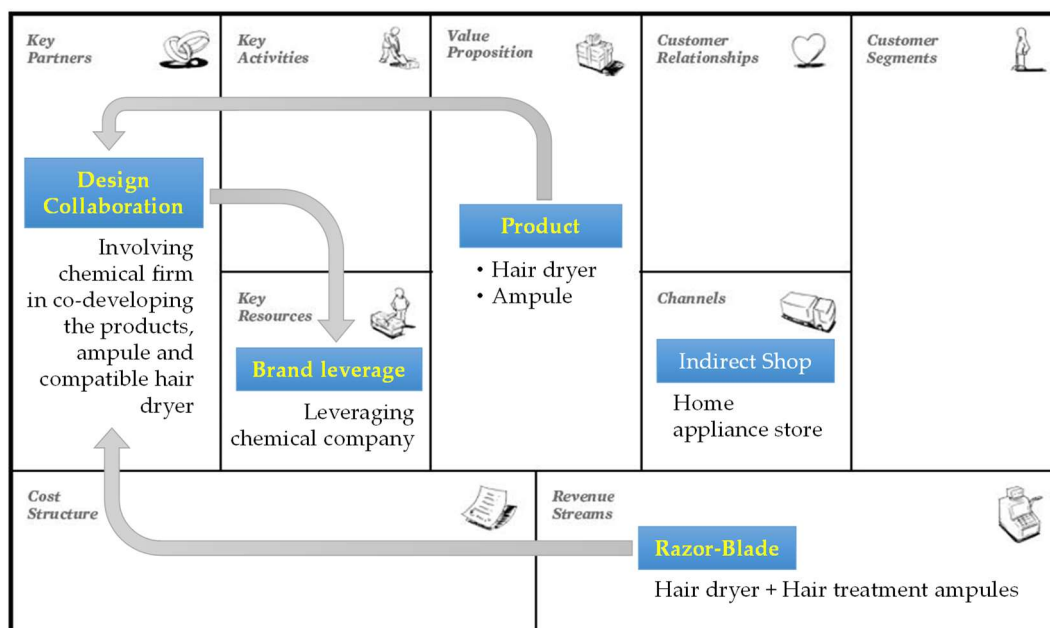 Key
Partners
Design
Collaboration
Involving
chemical firm
in co-developing
the products,
ampule and
compatible hair
dryer
Key
Activities
Key
Resources
Brand leverage
Leveraging
chemical company
Value
Proposition
Product
• Hair dryer
• Ampule
Customer
Relationships
Channels
Indirect Shop
Home
appliance store
Customer
Segments
Cost
Structure
Revenue
Streams
Razor-Blade
Hair dryer + Hair treatment ampules